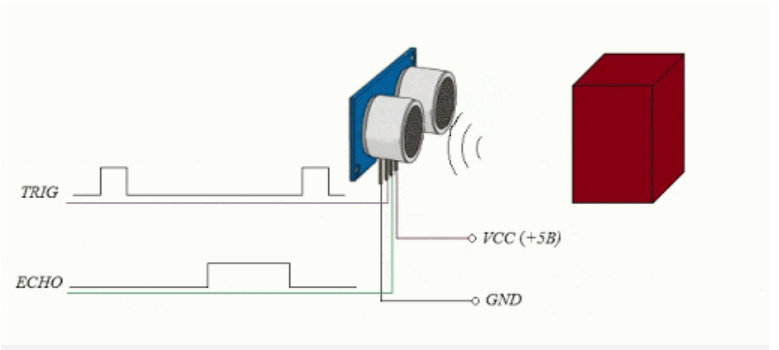 TRIG
VCC (+5В)
ECHO
GND